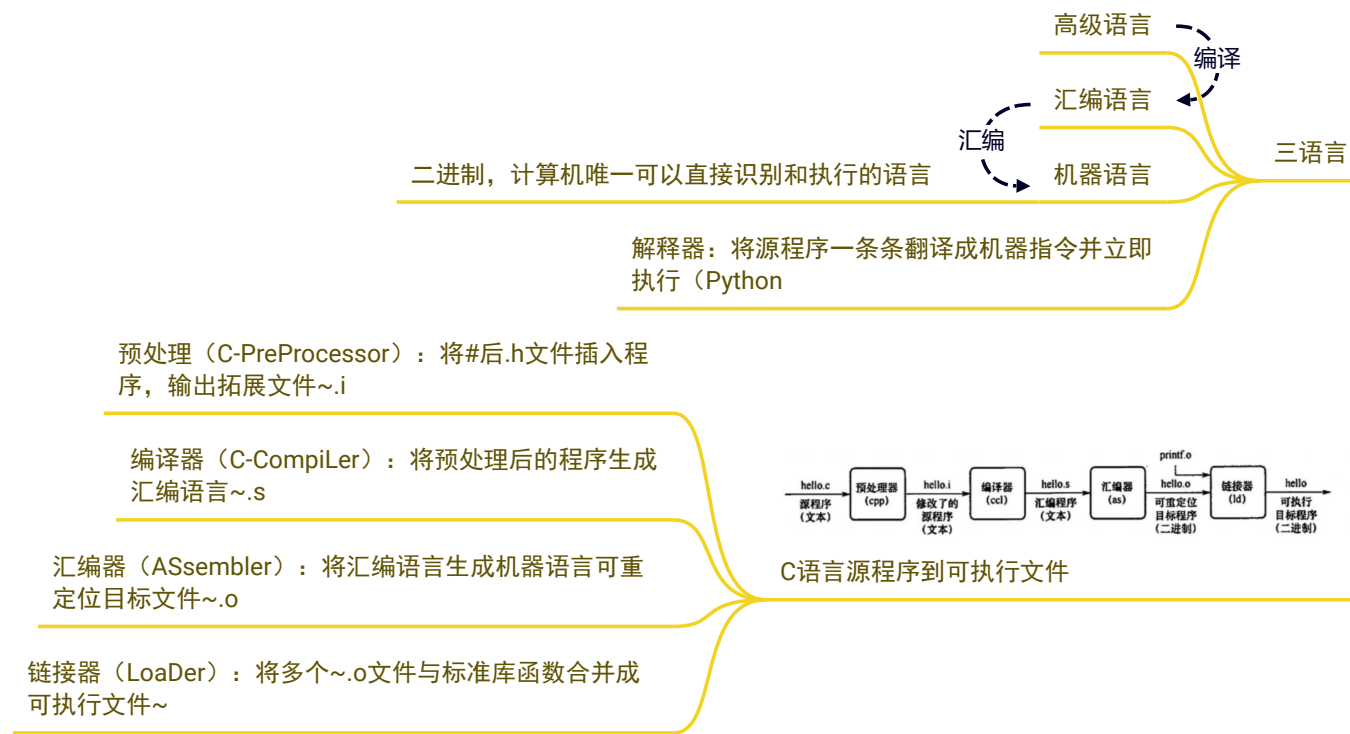 高级语言
编译
汇编语言
汇编
三语言
二进制，计算机唯一可以直接识别和执行的语言
机器语言
解释器：将源程序一条条翻译成机器指令并立即
执行（Python
预处理（C-PreProcessor）：将#后.h文件插入程
序，输出拓展文件~.i
编译器（C-CompiLer）：将预处理后的程序生成
汇编语言~.s
汇编器（ASsembler）：将汇编语言生成机器语言可重
定位目标文件~.o
链接器（LoaDer）：将多个~.o文件与标准库函数合并成
可执行文件~
printf.o
hello.c
源程序
（文本）
预处理器
(cpp)
hello.i
修改了的
源程序
（文本）
编译器
(ccl)
hello.s
汇编程序
（文本）
汇编器
(as)
hello.o
可重定位
目标程序
（二进制）
链接器
(ld)
hello
可执行
目标程序
（二进制）
C语言源程序到可执行文件